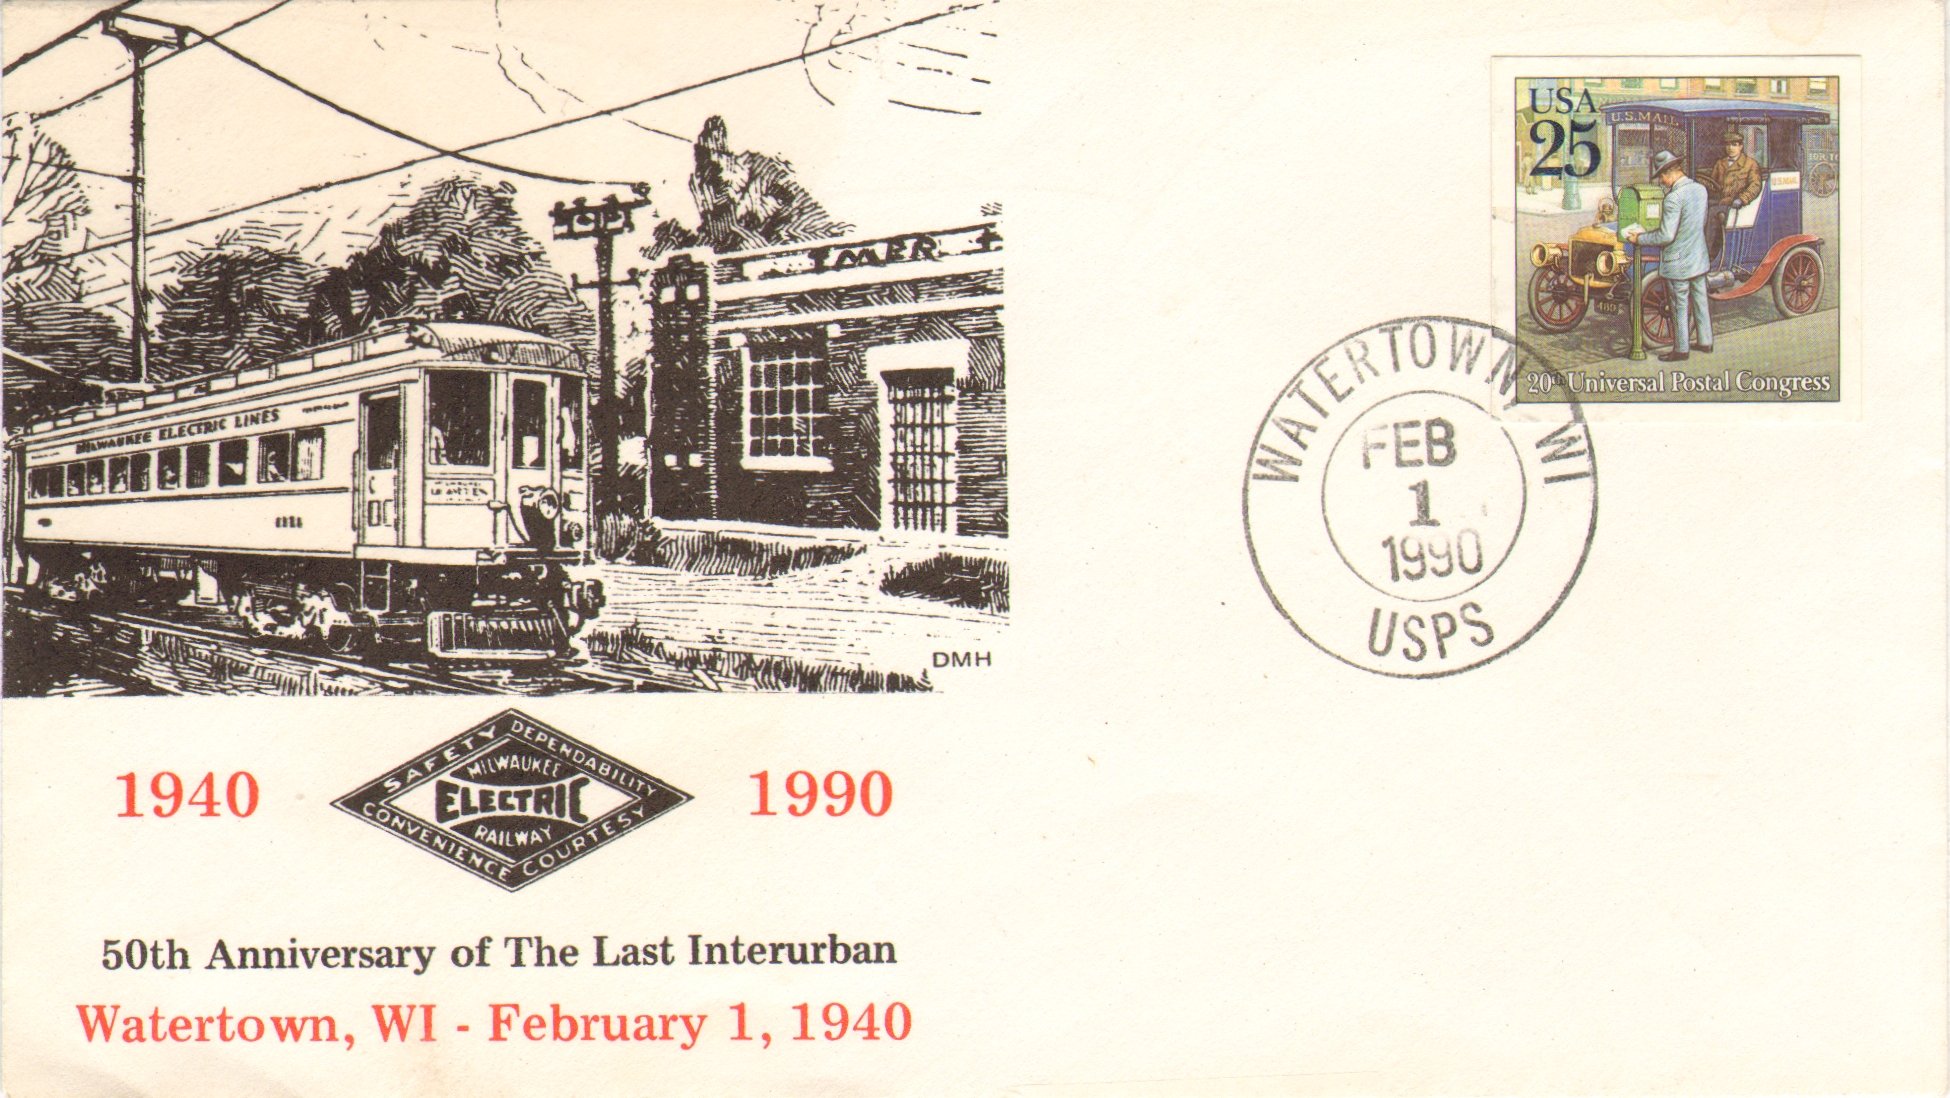 IMER
MILWAUKEE ELECTRIC LINES
DMH
1940
SAFETY DEPENDABILITY
MILWAUKEE
ELECTRIC
RAILWAY
CONVENIENCE COURTESY
1990
50th Anniversary of The Last Interurban
Watertown, WI - February 1, 1940
USA
25
U.S.MAIL
U.S.MAIL
20th Universal Postal Congress
WATERTOWN, WI
FEB
1
1990
USPS